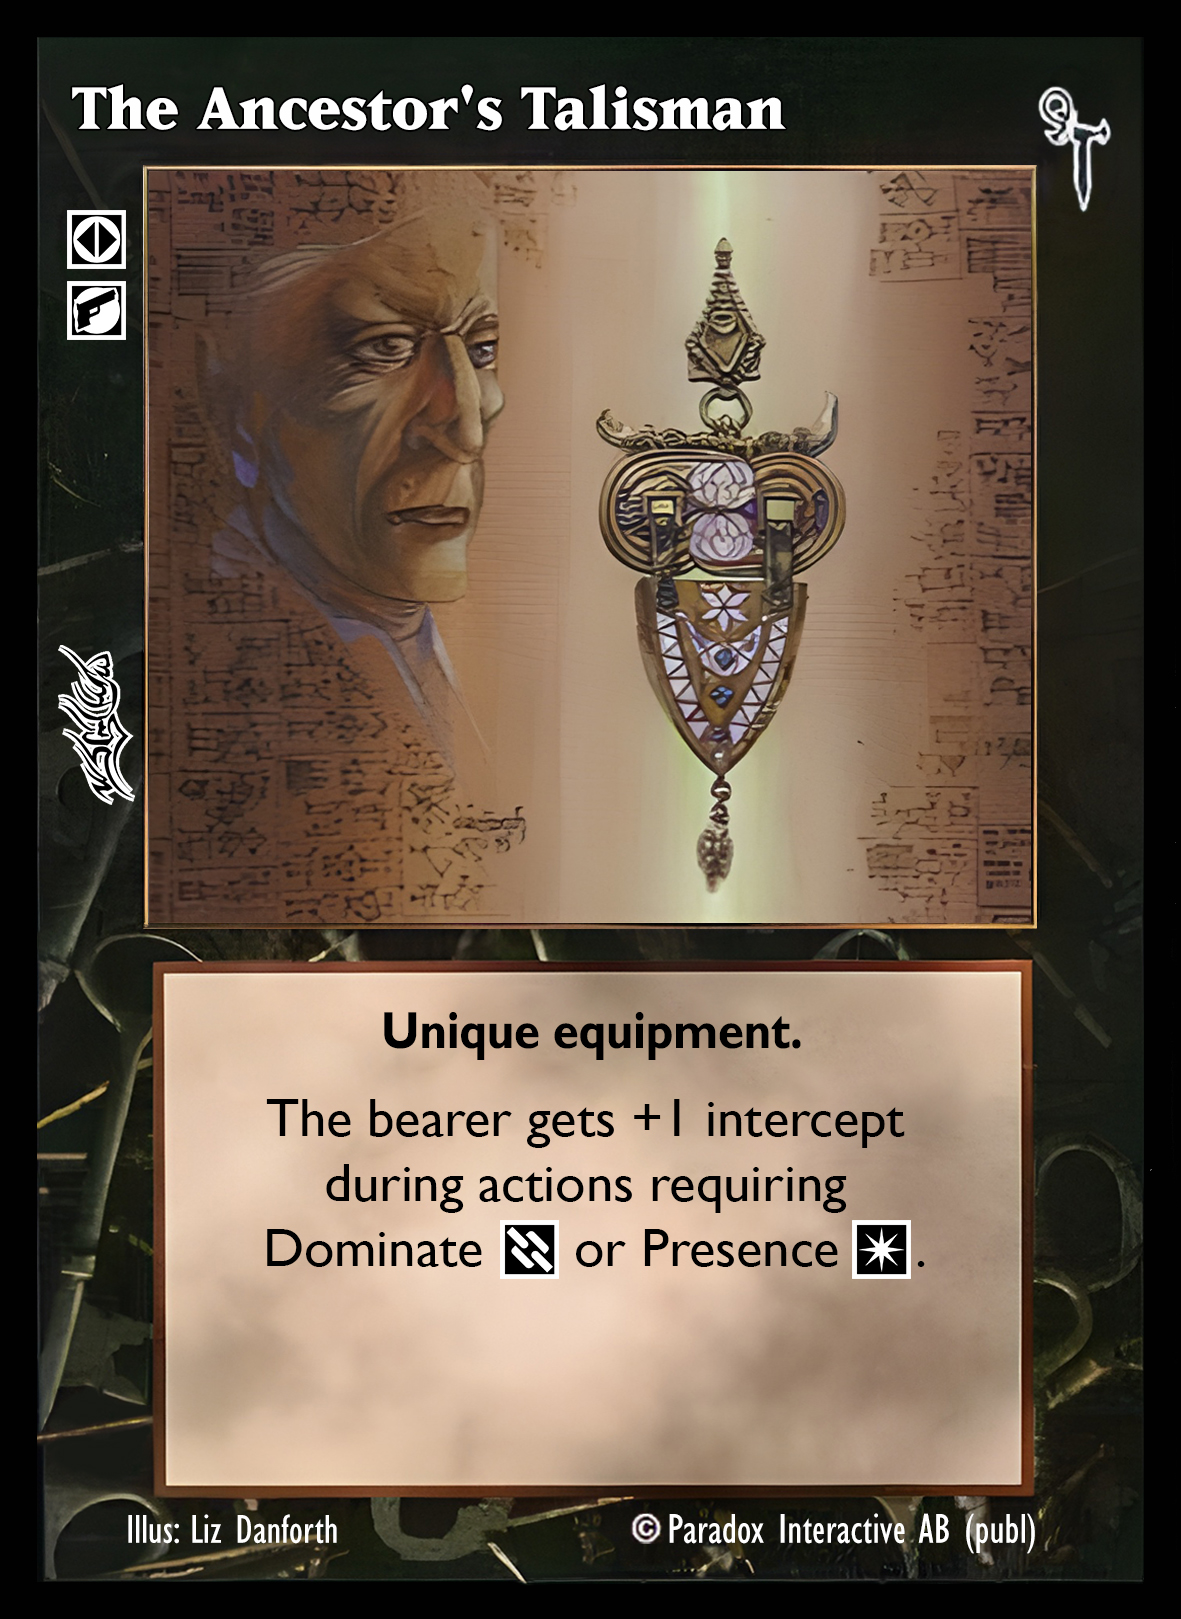 The Ancestor's Talisman
Unique equipment.
The bearer gets +1 intercept
during actions requiring
Dominate or Presence .
Illus: Liz Danforth
© Paradox Interactive AB (publ)